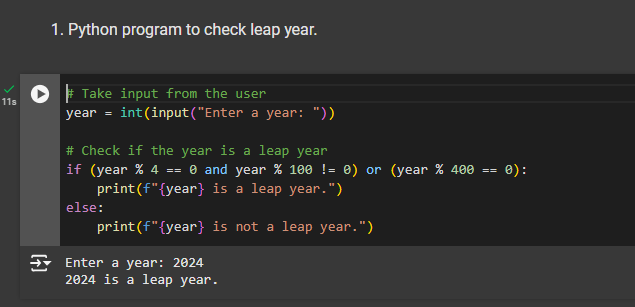 1. Python program to check leap year.
11s
# Take input from the user
year = int(input("Enter a year: "))
# Check if the year is a leap year
if (year % 4 == 0 and year % 100 != 0) or (year % 400 == 0):
    print(f"{year} is a leap year.")
else:
    print(f"{year} is not a leap year.")
Enter a year: 2024
2024 is a leap year.